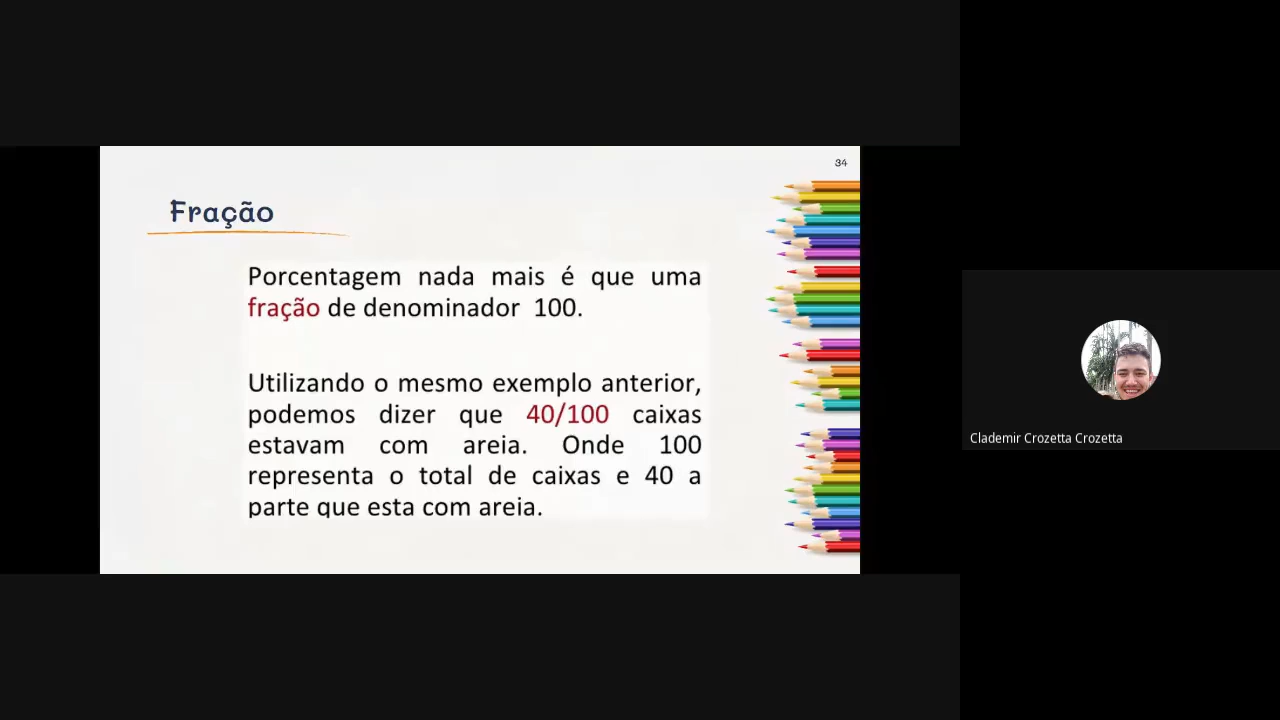 34
Fração
Porcentagem nada mais é que uma
fração de denominador 100.
Utilizando o mesmo exemplo anterior,
podemos dizer que 40/100 caixas
estavam com areia. Onde 100
representa o total de caixas e 40 a
parte que esta com areia.
Clademir Crozetta Crozetta